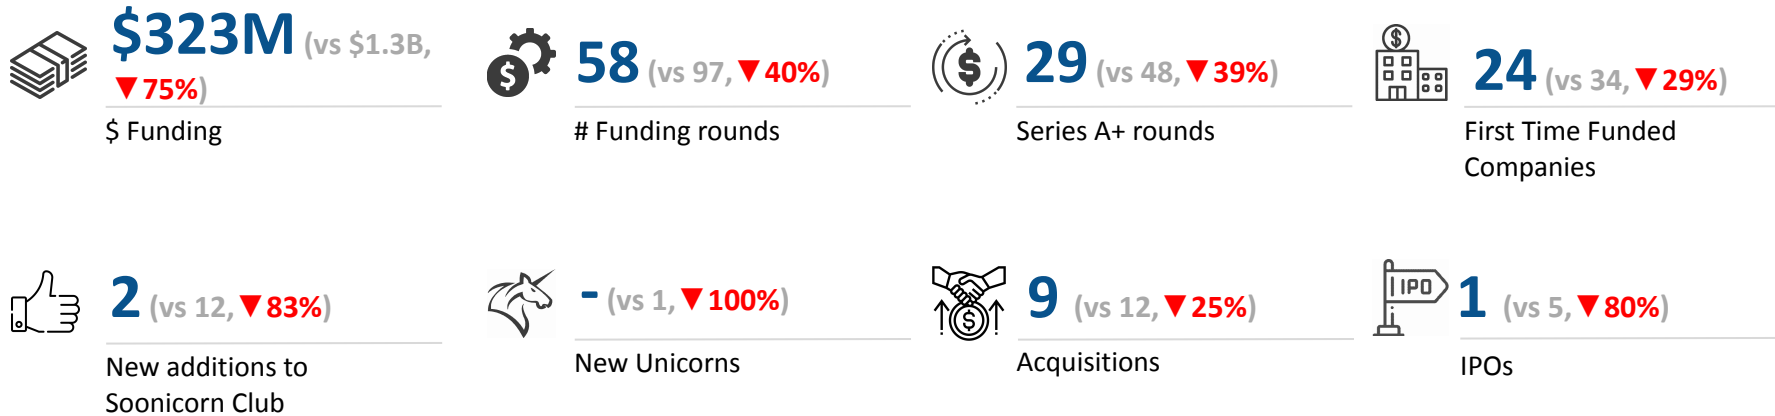 $323M (vs $1.3B,
▼75%)
$ Funding
58 (vs 97, ▼40%)
# Funding rounds
29 (vs 48, ▼39%)
Series A+ rounds
24 (vs 34, ▼29%)
First Time Funded
Companies
2 (vs 12, ▼83%)
New additions to
Soonicorn Club
- (vs 1, ▼100%)
New Unicorns
9 (vs 12, ▼25%)
Acquisitions
IPO
1 (vs 5, ▼80%)
IPOs